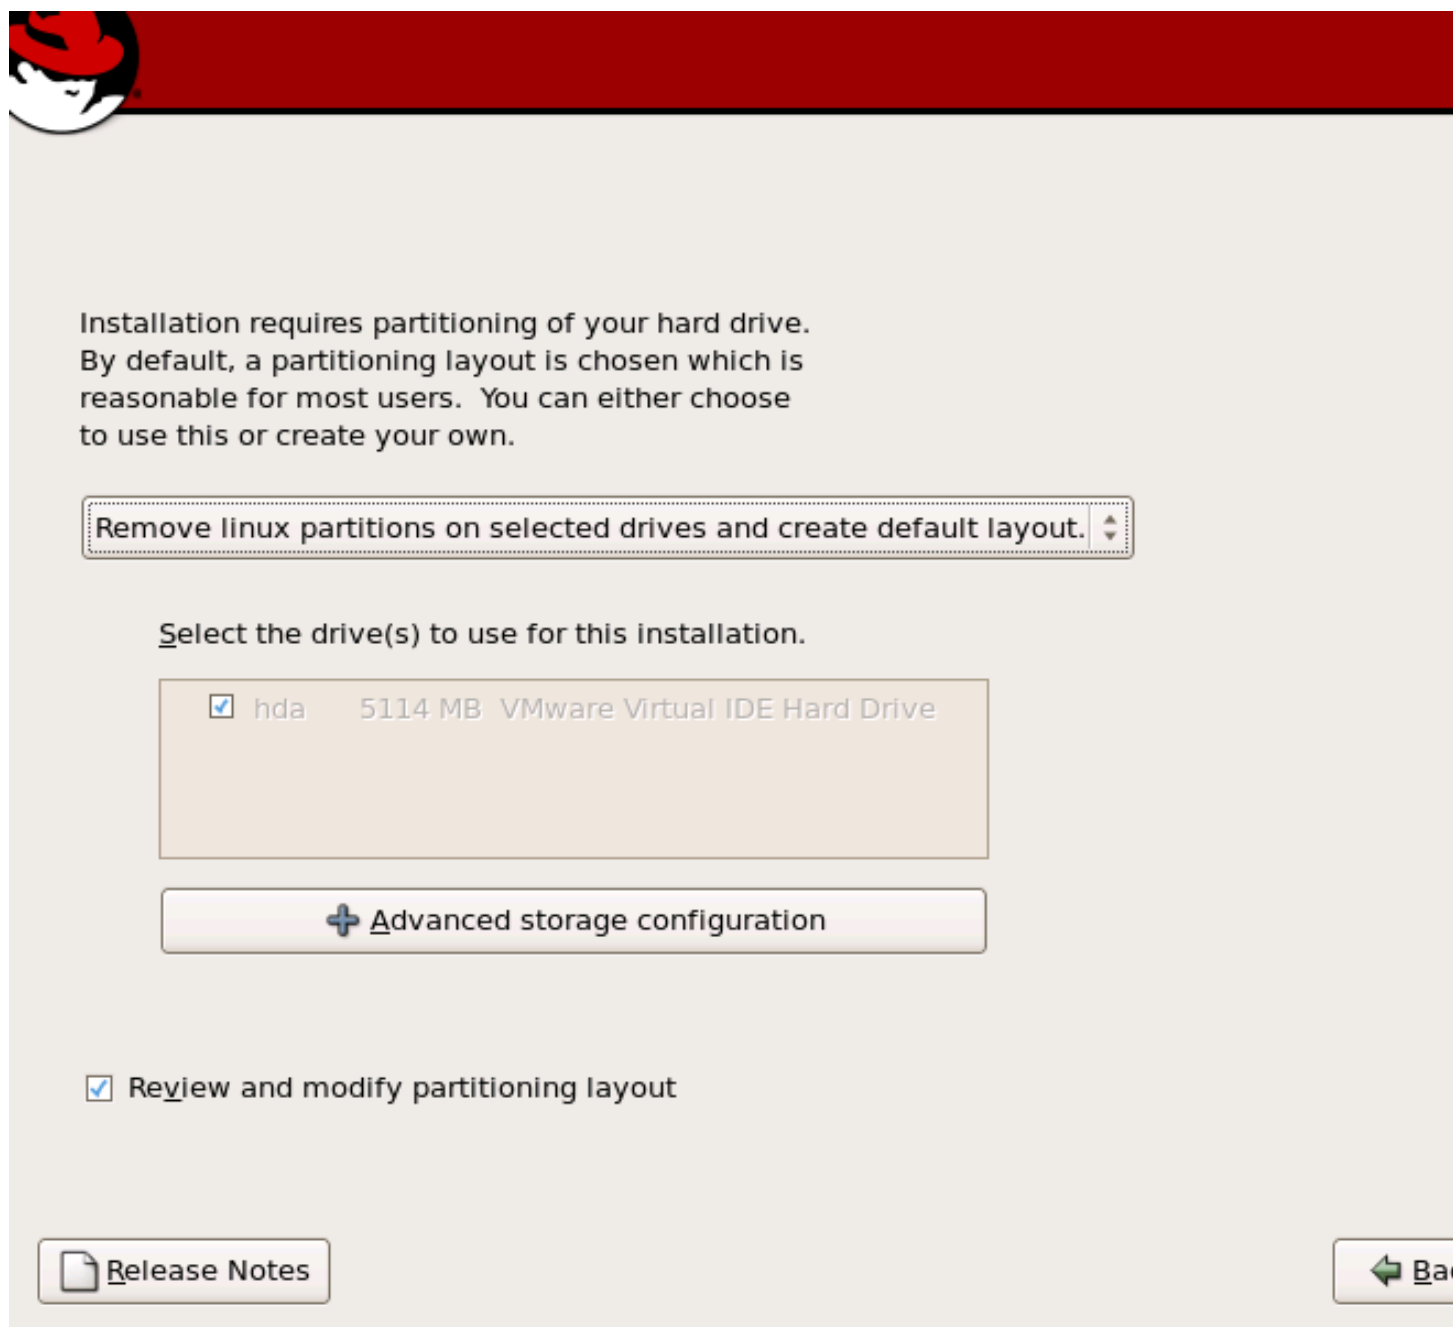 Installation requires partitioning of your hard drive.
By default, a partitioning layout is chosen which is
reasonable for most users.  You can either choose
to use this or create your own.
Remove linux partitions on selected drives and create default layout.
Select the drive(s) to use for this installation.
hda 5114 MB VMware Virtual IDE Hard Drive
Advanced storage configuration
Review and modify partitioning layout
Release Notes